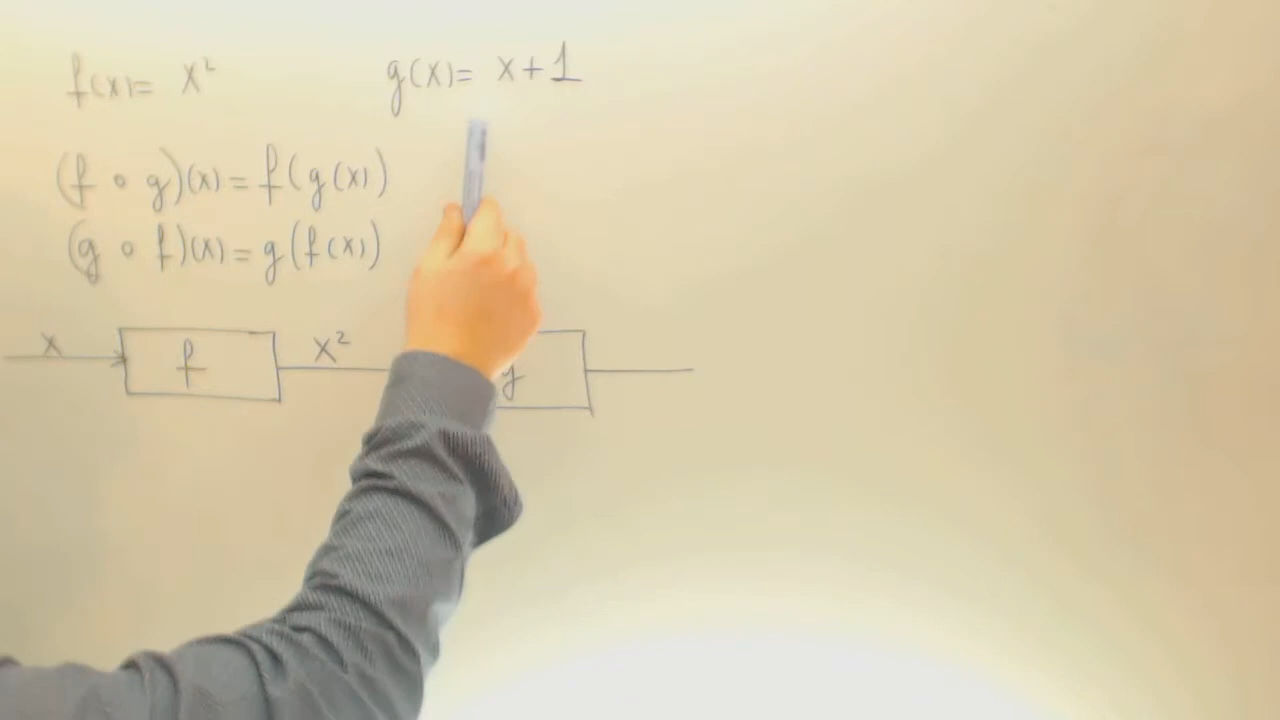 f(x)= x² g(x)= x+1
(f ∘ g)(x)=f(g(x))
(g ∘ f)(x)=g(f(x))
x f x² g